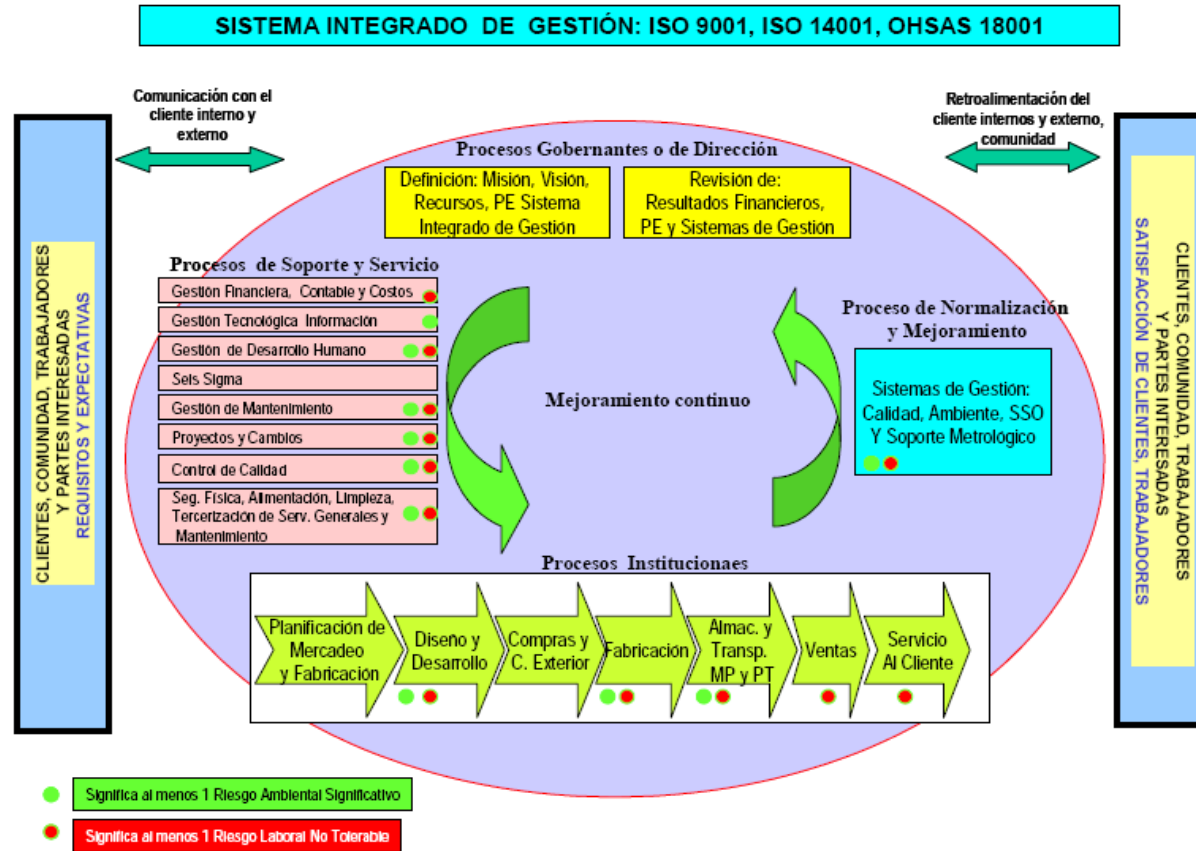 SISTEMA INTEGRADO DE GESTIÓN: ISO 9001, ISO 14001, OHSAS 18001
Comunicación con el
cliente interno y
externo
Retroalimentación del
cliente internos y externo,
comunidad
CLIENTES, COMUNIDAD, TRABAJADORES
Y PARTES INTERESADAS
REQUISITOS Y EXPECTATIVAS
Procesos Gobernantes o de Dirección
Definición: Misión, Visión,
Recursos, PE Sistema
Integrado de Gestión
Revisión de:
Resultados Financieros,
PE y Sistemas de Gestión
Procesos de Soporte y Servicio
Gestión Financiera, Contable y Costos
Gestión Tecnológica Información
Gestión de Desarrollo Humano
Seis Sigma
Gestión de Mantenimiento
Proyectos y Cambios
Control de Calidad
Seg. Física, Alimentación, Limpieza,
Tercerización de Serv. Generales y
Mantenimiento
Mejoramiento continuo
Proceso de Normalización
y Mejoramiento
Sistemas de Gestión:
Calidad, Ambiente, SSO
Y Soporte Metrológico
CLIENTES, COMUNIDAD, TRABAJADORES
Y PARTES INTERESADAS
SATISFACCIÓN DE CLIENTES, TRABAJADORES
Procesos Institucionaes
Planificación de
Mercadeo
y Fabricación
Diseño y
Desarrollo
Compras y
C. Exterior
Fabricación
Almac. y
Transp.
MP y PT
Ventas
Servicio
Al Cliente
Significa al menos 1 Riesgo Ambiental Significativo
Significa al menos 1 Riesgo Laboral No Tolerable